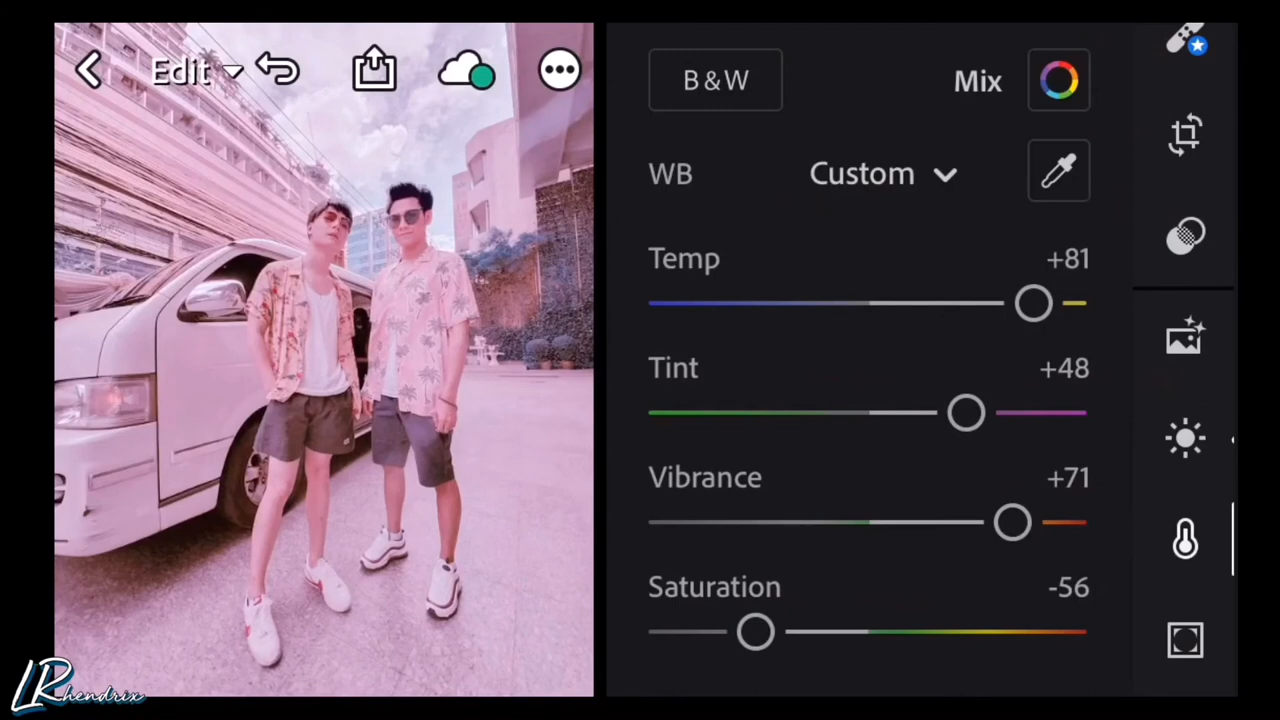 Edit
B&W
Mix
WB
Custom
Temp
+81
Tint
+48
Vibrance
+71
Saturation
-56
LRhendrix